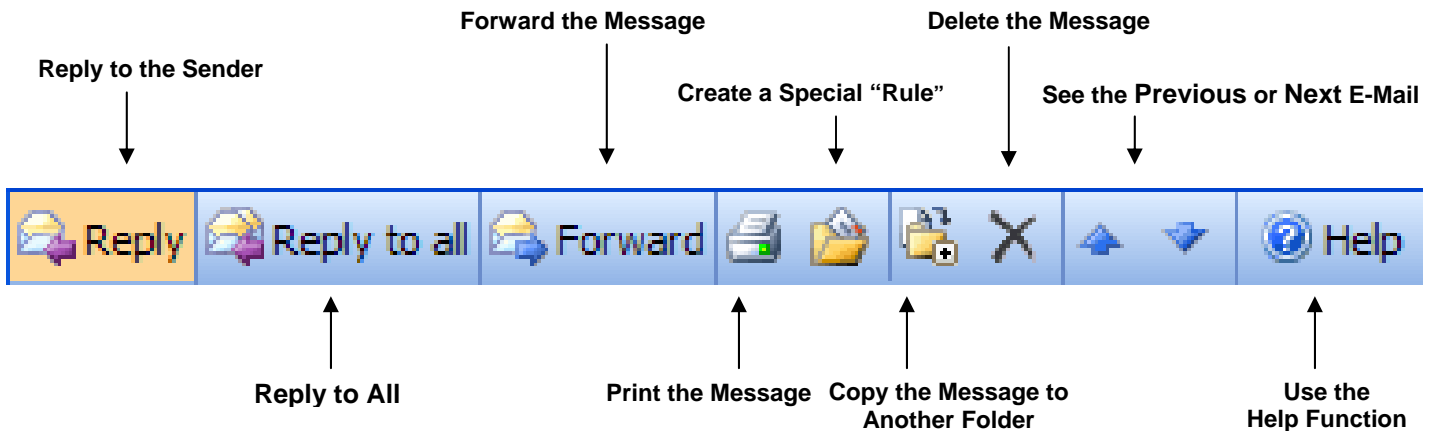 Forward the Message
Delete the Message
Reply to the Sender
Create a Special “Rule”
See the Previous or Next E-Mail
Reply
Reply to all
Forward
Help
Reply to All
Print the Message
Copy the Message to
Another Folder
Use the
Help Function